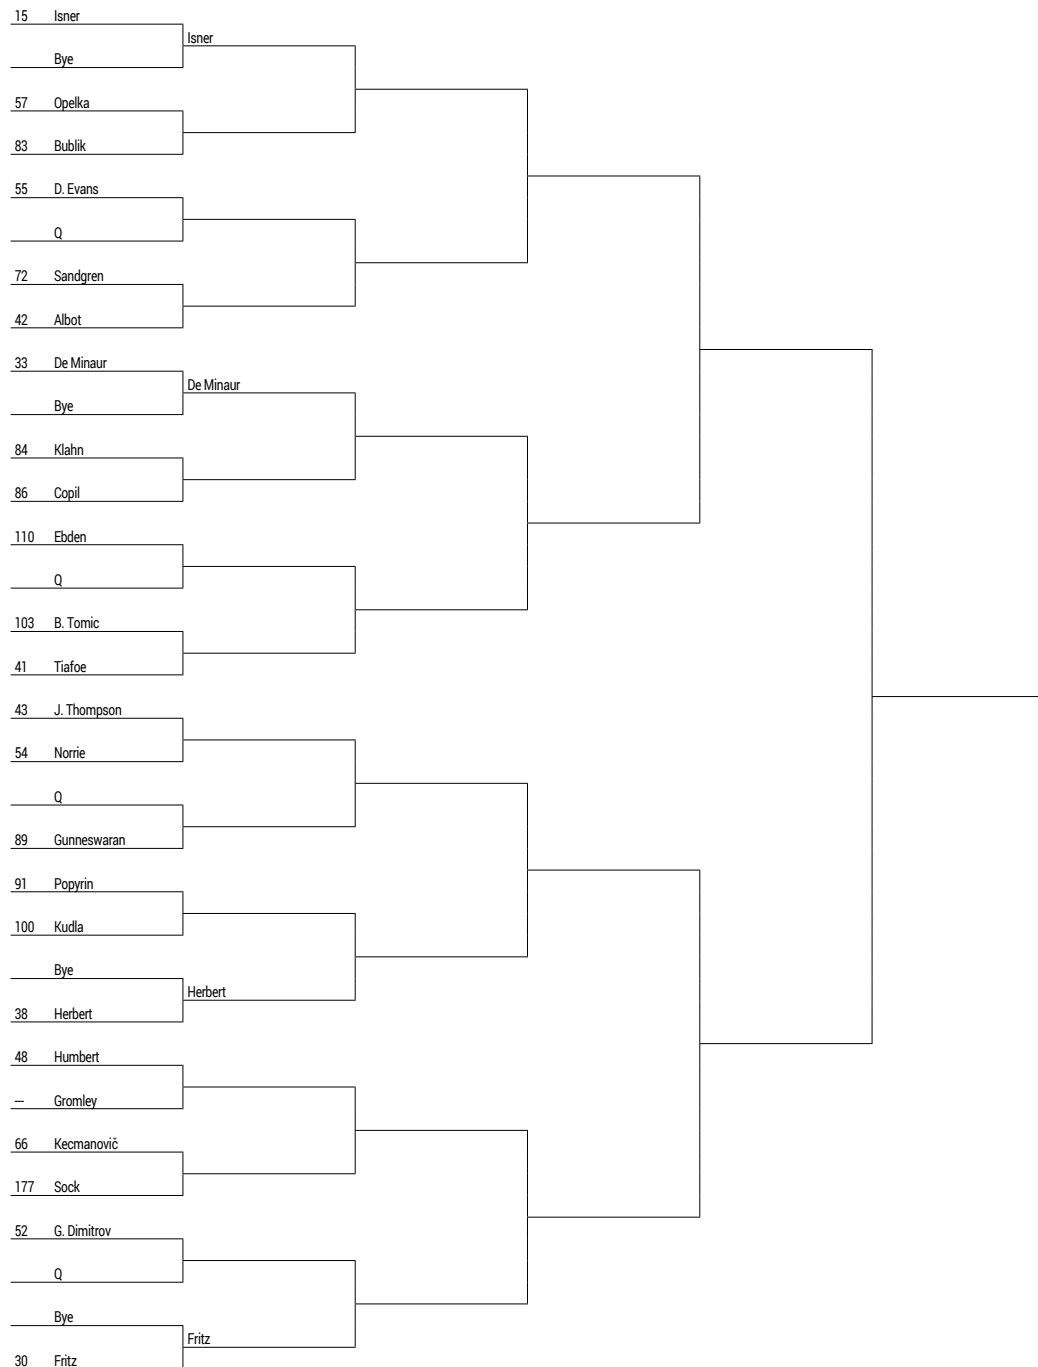 15 Isner
Isner
Bye
57 Opelka
83 Bublik
55 D. Evans
Q
72 Sandgren
42 Albot
33 De Minaur
De Minaur
Bye
84 Klahn
86 Copil
110 Ebden
Q
103 B. Tomic
41 Tiafoe
43 J. Thompson
54 Norrie
Q
89 Gunneswaran
91 Popyrin
100 Kudla
Bye
Herbert
38 Herbert
48 Humbert
--- Gromley
66 Kecmanovič
177 Sock
52 G. Dimitrov
Q
Bye
Fritz
30 Fritz